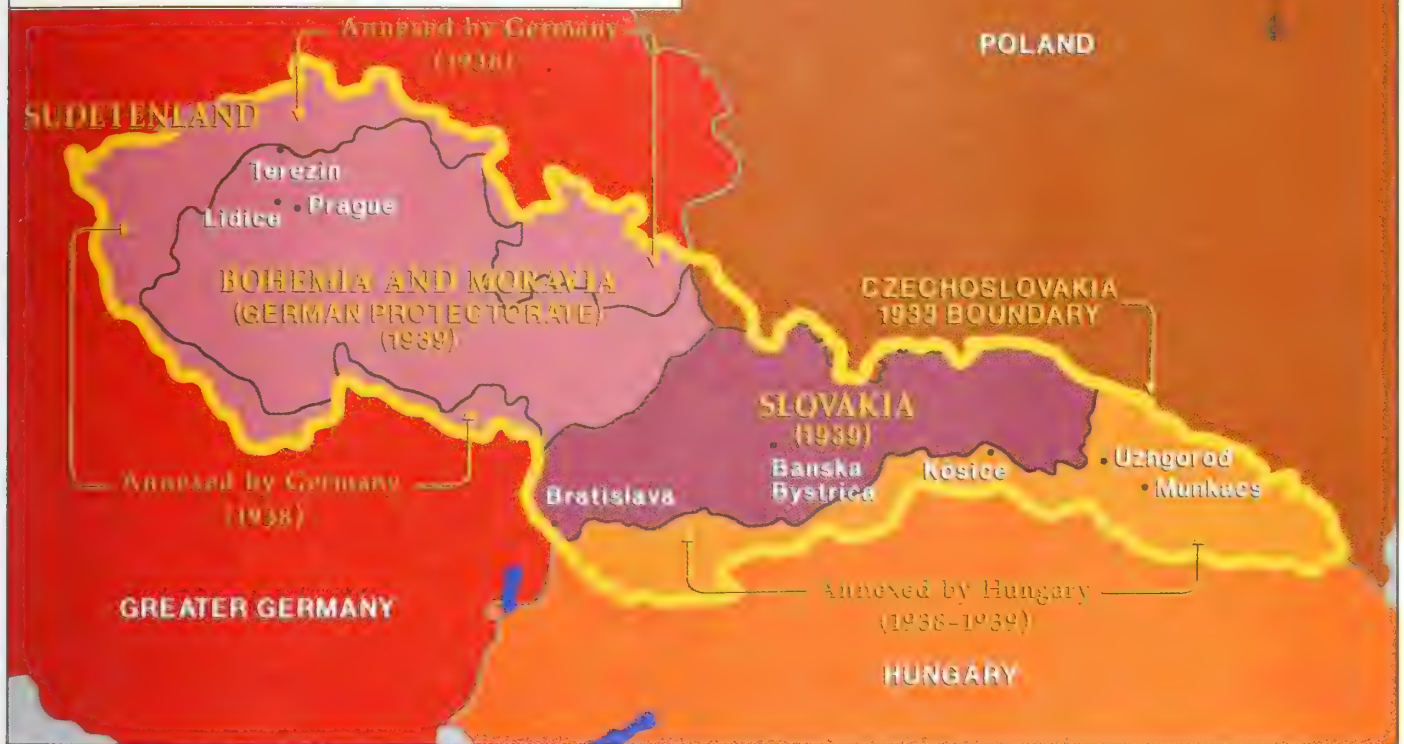 Annexed by Germany
(1938)
POLAND
SUDETENLAND
Terezin
Lidice
Prague
BOHEMIA AND MORAVIA
(GERMAN PROTECTORATE)
(1939)
CZECHOSLOVAKIA
1933 BOUNDARY
SLOVAKIA
(1939)
Banska
Bystrica
Kosice
Uzhgorod
Munkacs
Bratislava
Annexed by Germany
(1938)
Annexed by Hungary
(1938-1939)
GREATER GERMANY
HUNGARY